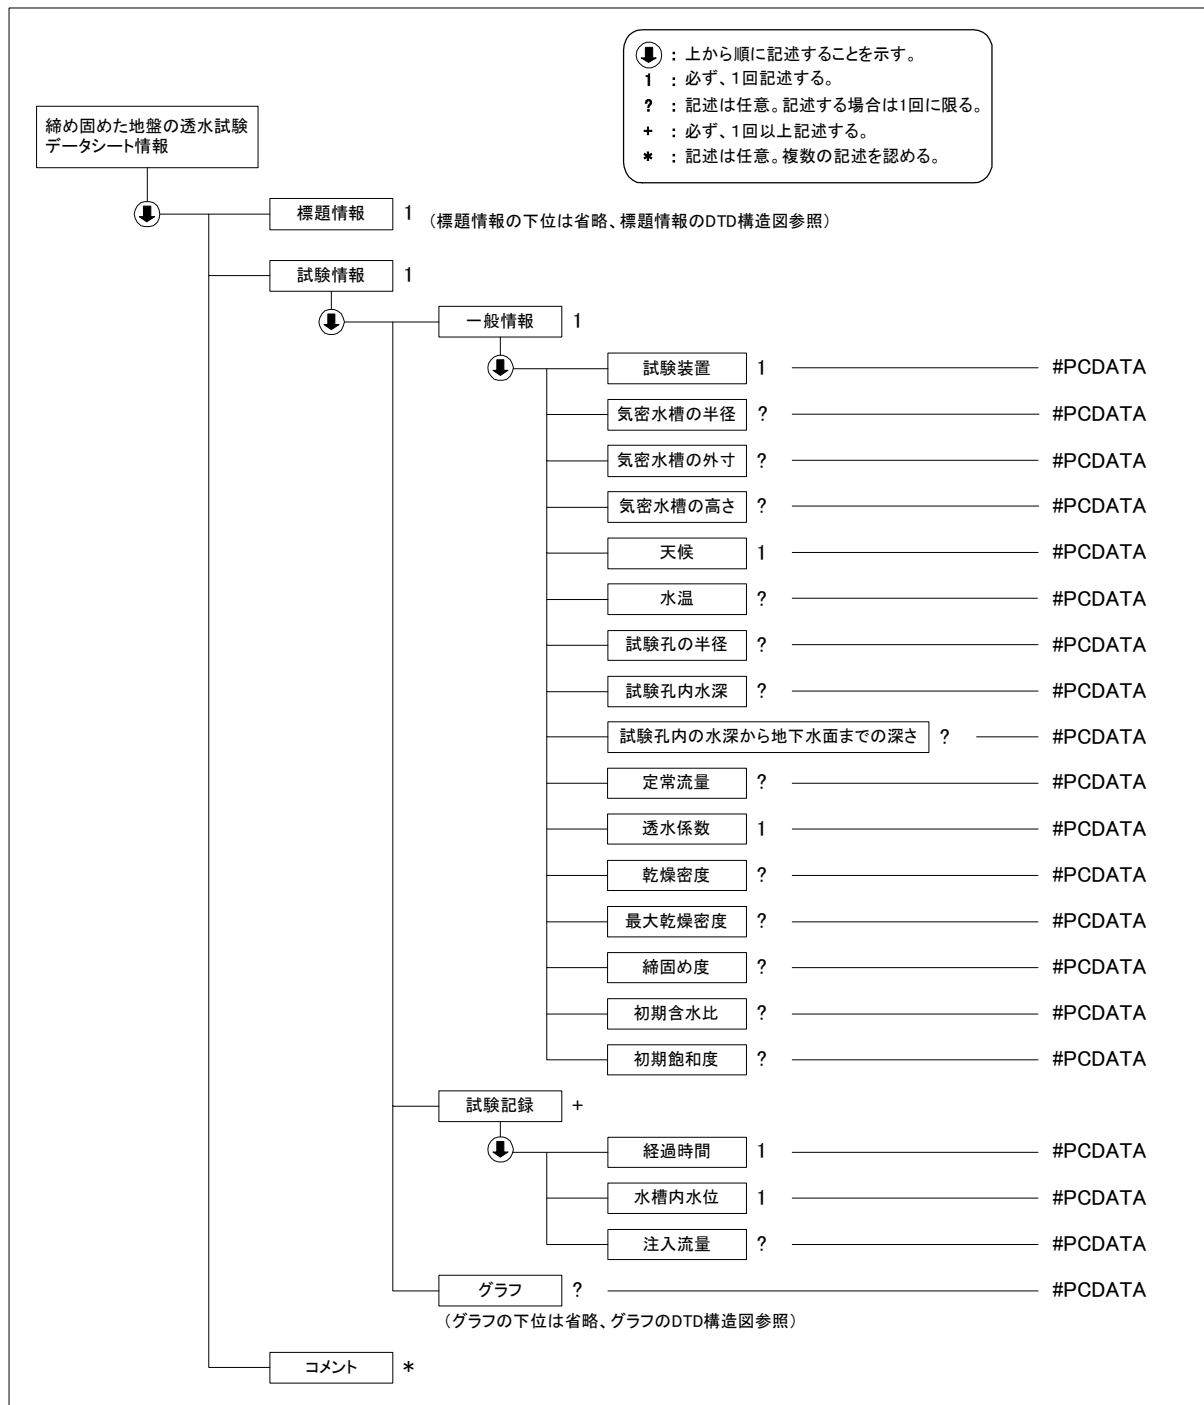 : 上から順に記述することを示す。
1 : 必ず、1回記述する。
? : 記述は任意。記述する場合は1回に限る。
+ : 必ず、1回以上記述する。
* : 記述は任意。複数の記述を認める。
締め固めた地盤の透水試験
データシート情報
標題情報 1 (標題情報の下位は省略、標題情報のDTD構造図参照)
試験情報 1
一般情報 1
試験装置 1 #PCDATA
気密水槽の半径 ? #PCDATA
気密水槽の外寸 ? #PCDATA
気密水槽の高さ ? #PCDATA
天候 1 #PCDATA
水温 ? #PCDATA
試験孔の半径 ? #PCDATA
試験孔内水深 ? #PCDATA
試験孔内の水深から地下水面までの深さ ? #PCDATA
定常流量 ? #PCDATA
透水係数 1 #PCDATA
乾燥密度 ? #PCDATA
最大乾燥密度 ? #PCDATA
締固め度 ? #PCDATA
初期含水比 ? #PCDATA
初期飽和度 ? #PCDATA
試験記録 +
経過時間 1 #PCDATA
水槽内水位 1 #PCDATA
注入流量 ? #PCDATA
グラフ ? #PCDATA
(グラフの下位は省略、グラフのDTD構造図参照)
コメント *